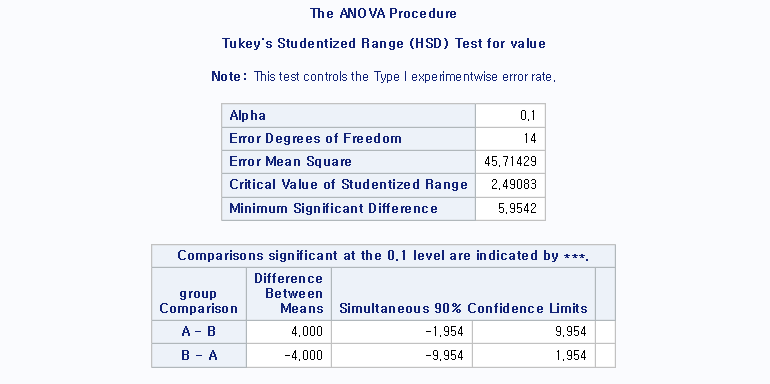 The ANOVA Procedure
Tukey's Studentized Range (HSD) Test for value
Note: This test controls the Type I experimentwise error rate.
Alpha 0.1
Error Degrees of Freedom 14
Error Mean Square 45.71429
Critical Value of Studentized Range 2.49083
Minimum Significant Difference 5.9542
Comparisons significant at the 0.1 level are indicated by ***.
group Comparison Difference Between Means Simultaneous 90% Confidence Limits
A - B 4.000 -1.954 9.954
B - A -4.000 -9.954 1.954